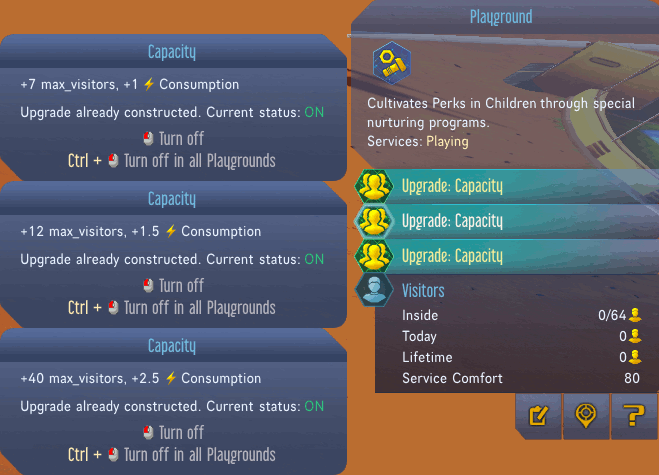 Capacity
+7 max_visitors, +1 Consumption
Upgrade already constructed. Current status: ON
Turn off
Ctrl + Turn off in all Playgrounds
Capacity
+12 max_visitors, +1.5 Consumption
Upgrade already constructed. Current status: ON
Turn off
Ctrl + Turn off in all Playgrounds
Capacity
+40 max_visitors, +2.5 Consumption
Upgrade already constructed. Current status: ON
Turn off
Ctrl + Turn off in all Playgrounds
Playground
Cultivates Perks in Children through special
nurturing programs.
Services: Playing
Upgrade: Capacity
Upgrade: Capacity
Upgrade: Capacity
Visitors
Inside 0/64
Today 0
Lifetime 0
Service Comfort 80